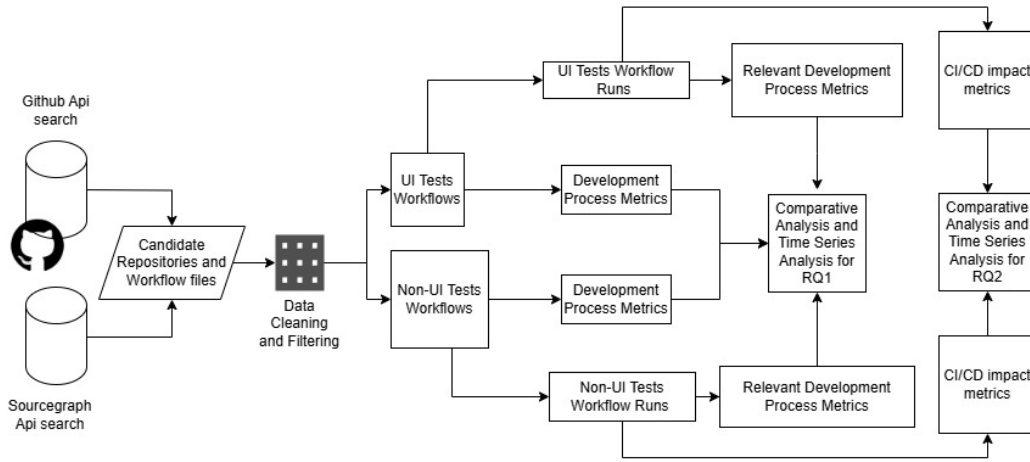 Github Api
search
Sourcegraph
Api search
Candidate
Repositories and
Workflow files
Data
Cleaning
and Filtering
UI Tests
Workflows
Non-UI Tests
Workflows
UI Tests Workflow
Runs
Development
Process Metrics
Development
Process Metrics
Non-UI Tests
Workflow Runs
Relevant Development
Process Metrics
Comparative
Analysis and
Time Series
Analysis for
RQ1
Relevant Development
Process Metrics
CI/CD impact
metrics
Comparative
Analysis and
Time Series
Analysis for
RQ2
CI/CD impact
metrics